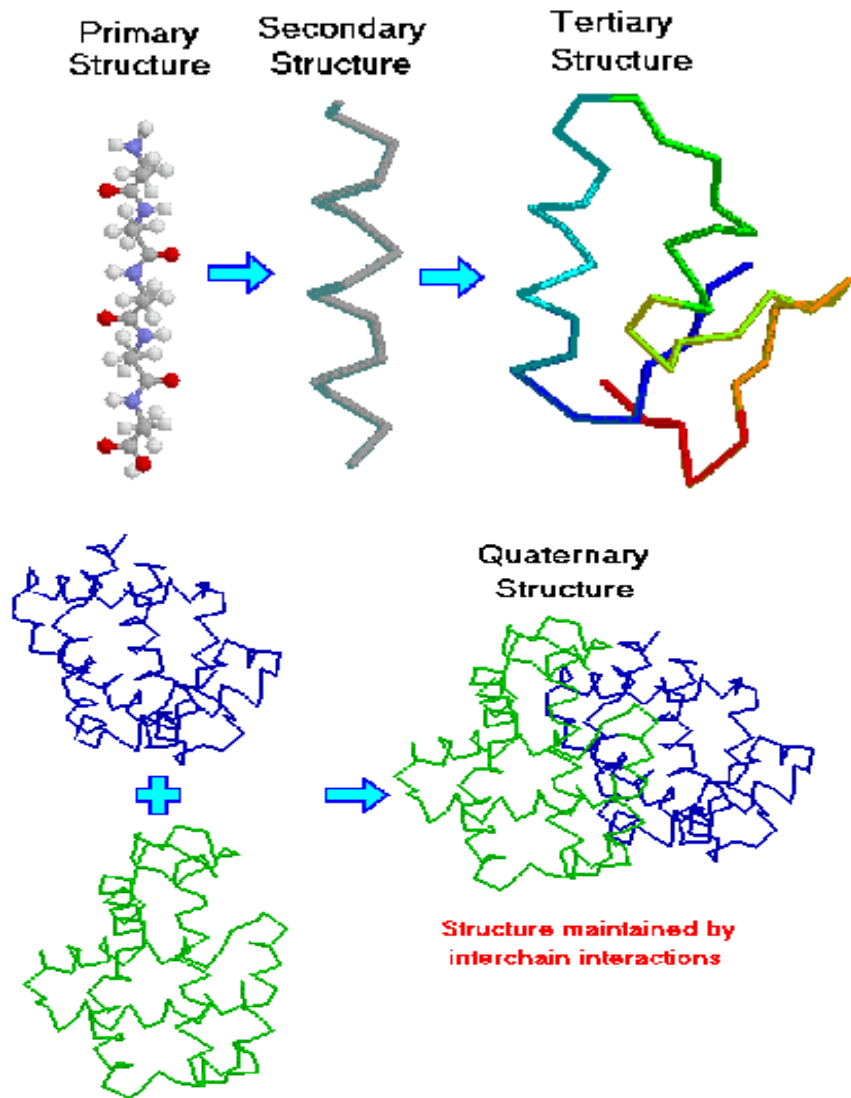 Primary
Structure
Secondary
Structure
Tertiary
Structure
Quaternary
Structure
Structure maintained by
interchain interactions